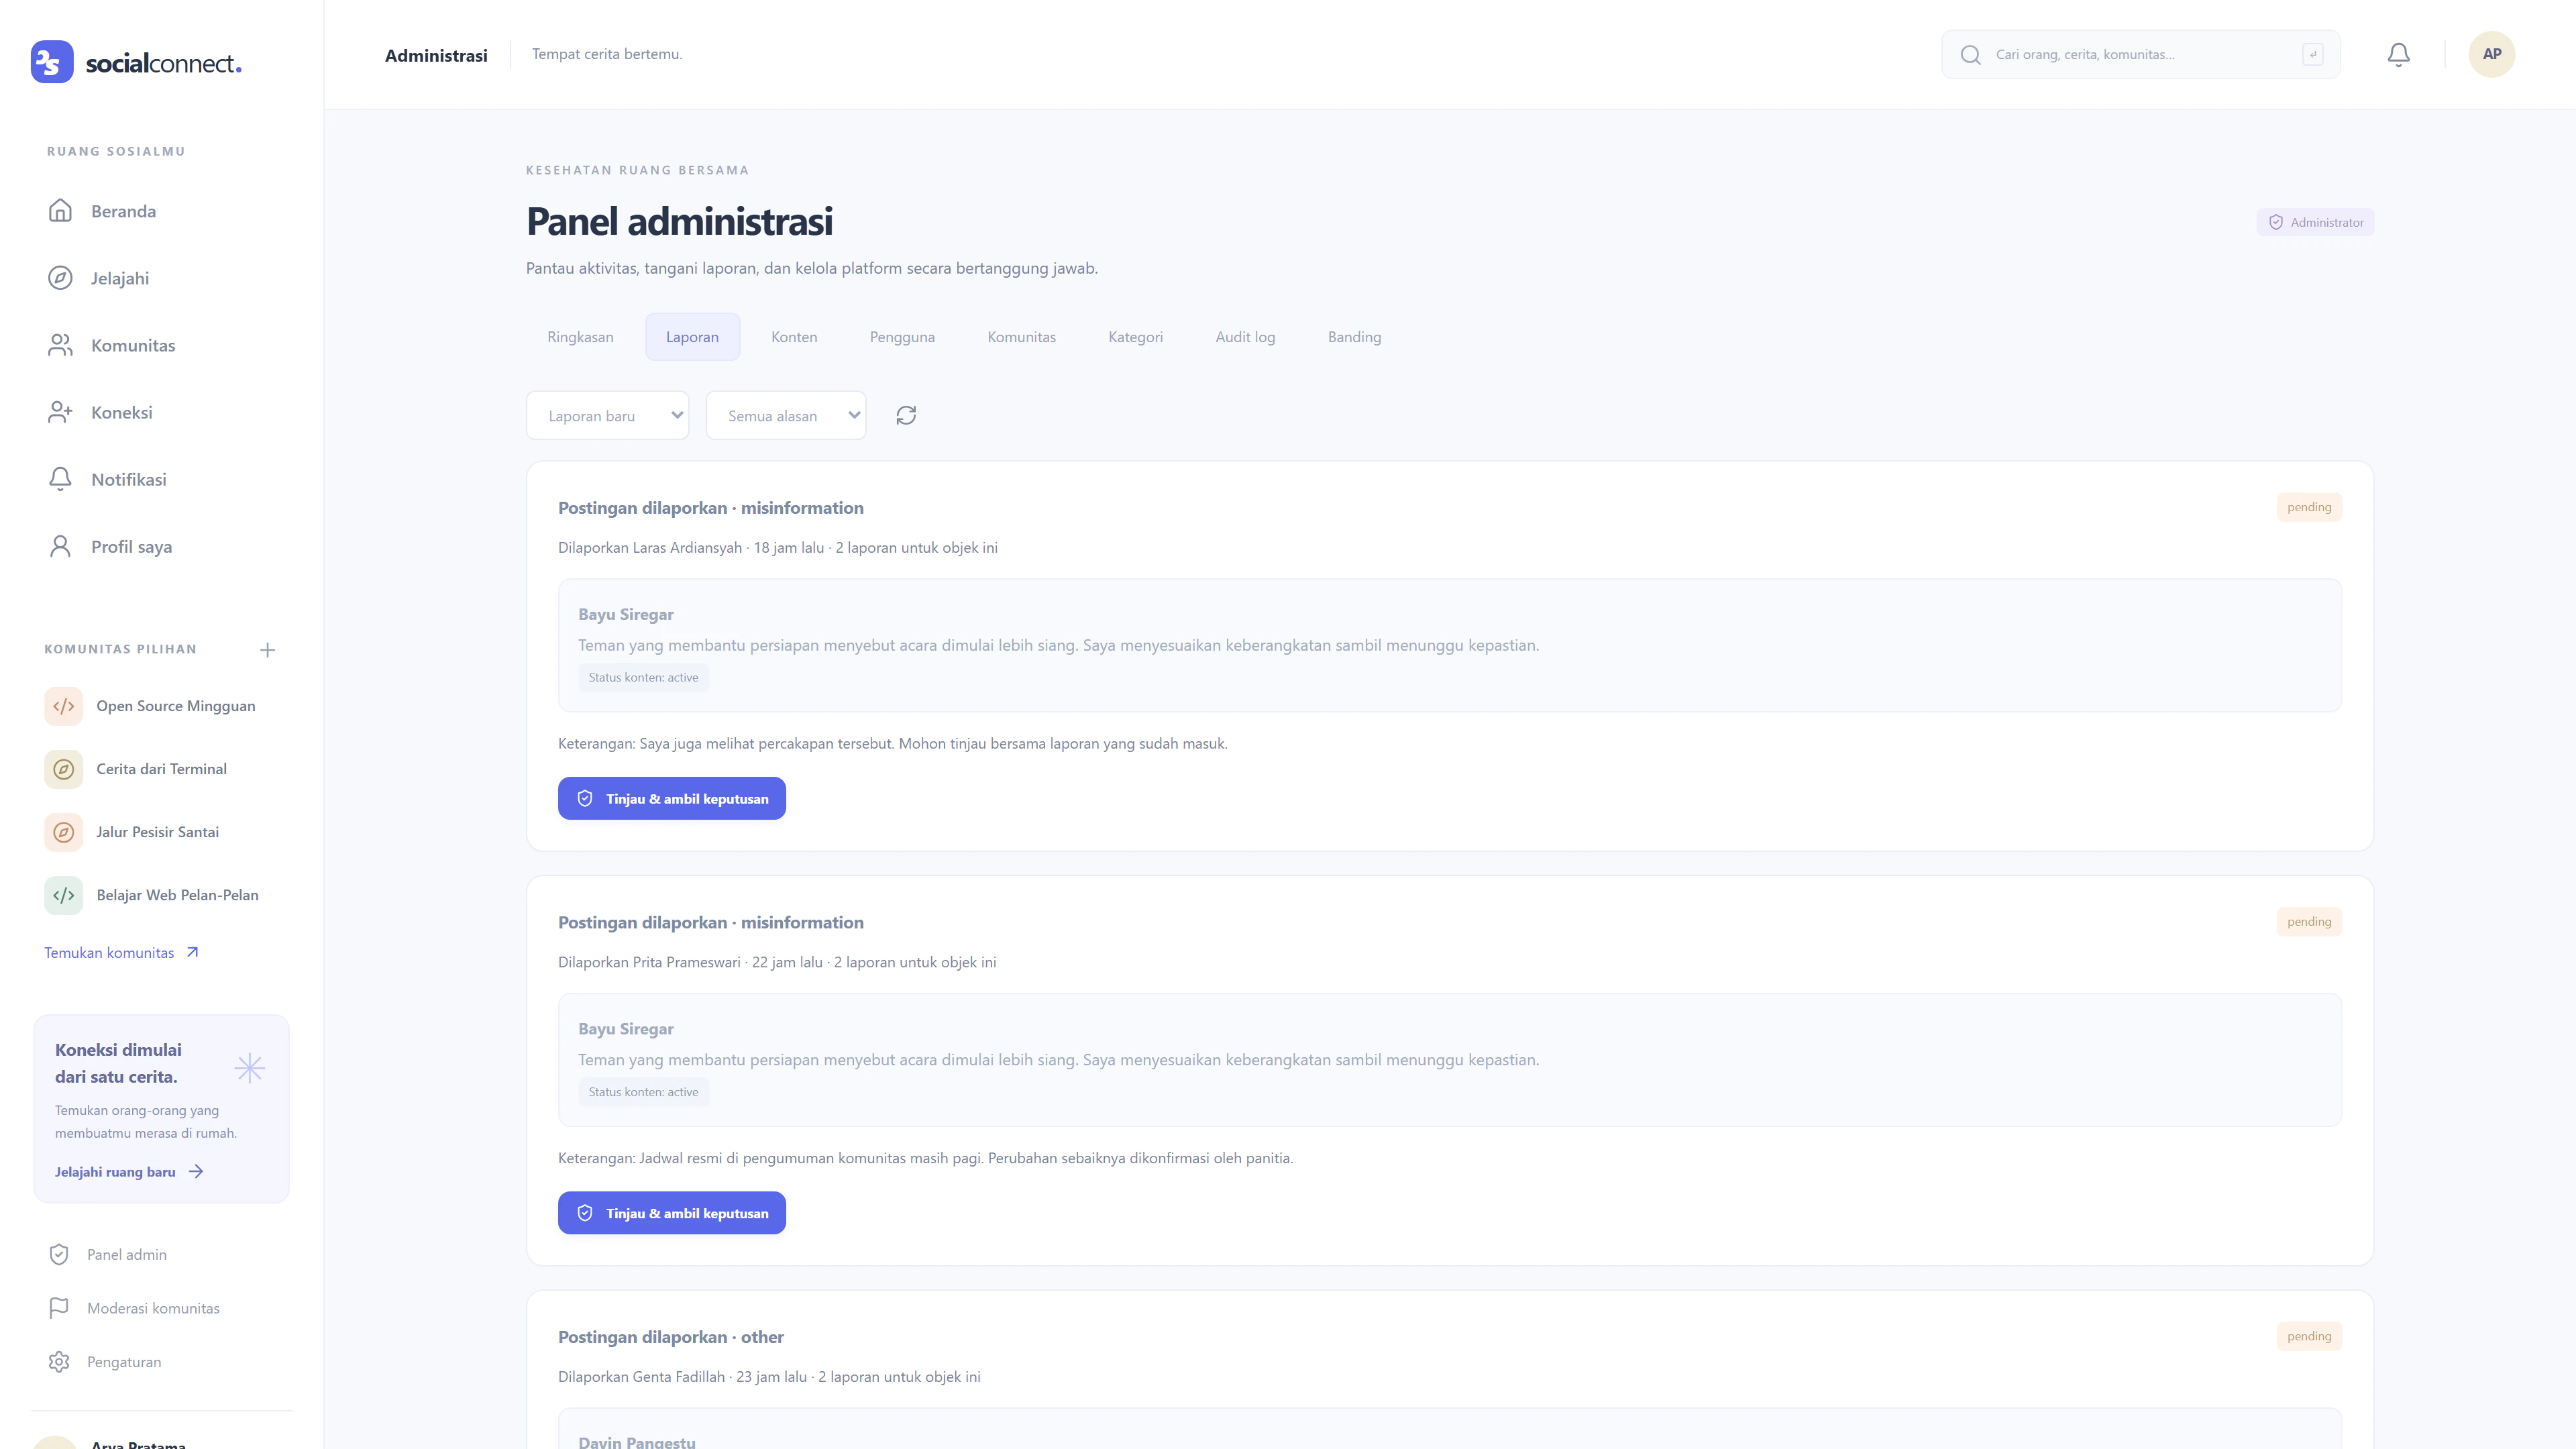 socialconnect.
RUANG SOSIALMU
Beranda
Jelajahi
Komunitas
Koneksi
Notifikasi
Profil saya
KOMUNITAS PILIHAN
Open Source Mingguan
Cerita dari Terminal
Jalur Pesisir Santai
Belajar Web Pelan-Pelan
Temukan komunitas
Koneksi dimulai
dari satu cerita.
Temukan orang-orang yang
membuatmu merasa di rumah.
Jelajahi ruang baru
Panel admin
Moderasi komunitas
Pengaturan
Arya Pratama
Administrasi
Tempat cerita bertemu.
Cari orang, cerita, komunitas...
AP
KESEHATAN RUANG BERSAMA
Panel administrasi
Administrator
Pantau aktivitas, tangani laporan, dan kelola platform secara bertanggung jawab.
Ringkasan Laporan Konten Pengguna Komunitas Kategori Audit log Banding
Laporan baru Semua alasan
Postingan dilaporkan · misinformation
pending
Dilaporkan Laras Ardiansyah · 18 jam lalu · 2 laporan untuk objek ini
Bayu Siregar
Teman yang membantu persiapan menyebut acara dimulai lebih siang. Saya menyesuaikan keberangkatan sambil menunggu kepastian.
Status konten: active
Keterangan: Saya juga melihat percakapan tersebut. Mohon tinjau bersama laporan yang sudah masuk.
Tinjau & ambil keputusan
Postingan dilaporkan · misinformation
pending
Dilaporkan Prita Prameswari · 22 jam lalu · 2 laporan untuk objek ini
Bayu Siregar
Teman yang membantu persiapan menyebut acara dimulai lebih siang. Saya menyesuaikan keberangkatan sambil menunggu kepastian.
Status konten: active
Keterangan: Jadwal resmi di pengumuman komunitas masih pagi. Perubahan sebaiknya dikonfirmasi oleh panitia.
Tinjau & ambil keputusan
Postingan dilaporkan · other
pending
Dilaporkan Genta Fadillah · 23 jam lalu · 2 laporan untuk objek ini
Davin Pangestu